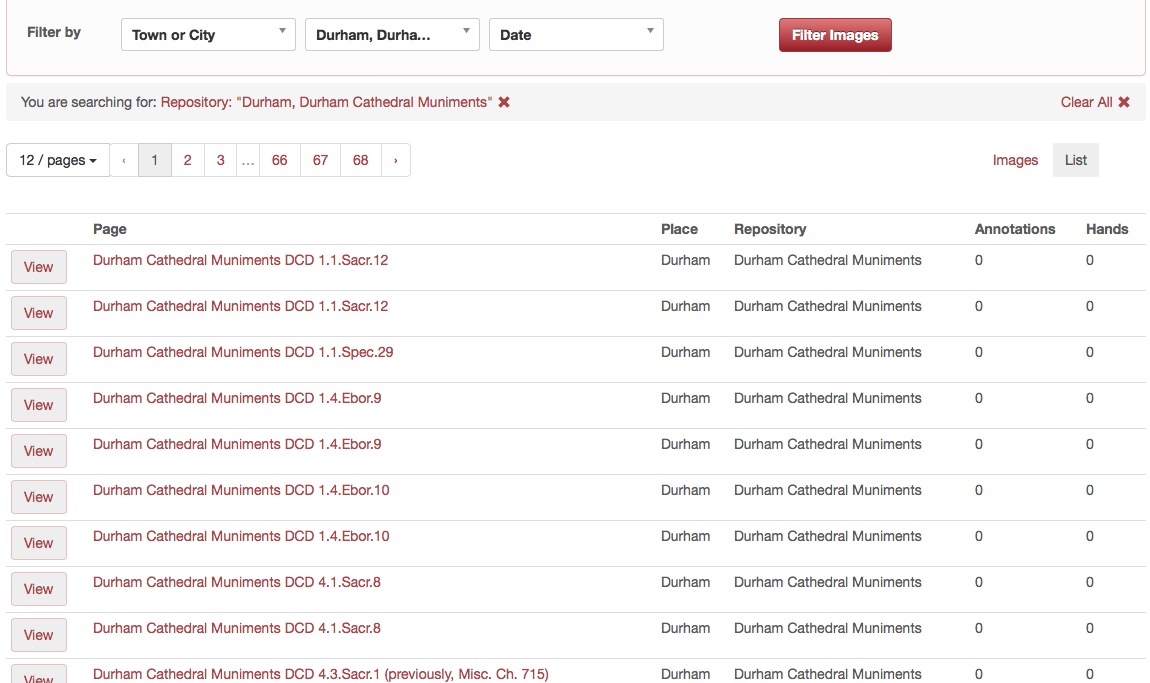 Filter by Town or City Durham, Durha... Date Filter Images
You are searching for: Repository: "Durham, Durham Cathedral Muniments" ✖ Clear All ✖
12 / pages ‹ 1 2 3 ... 66 67 68 › Images List
Page Place Repository Annotations Hands
View Durham Cathedral Muniments DCD 1.1.Sacr.12 Durham Durham Cathedral Muniments 0 0
View Durham Cathedral Muniments DCD 1.1.Sacr.12 Durham Durham Cathedral Muniments 0 0
View Durham Cathedral Muniments DCD 1.1.Spec.29 Durham Durham Cathedral Muniments 0 0
View Durham Cathedral Muniments DCD 1.4.Ebor.9 Durham Durham Cathedral Muniments 0 0
View Durham Cathedral Muniments DCD 1.4.Ebor.9 Durham Durham Cathedral Muniments 0 0
View Durham Cathedral Muniments DCD 1.4.Ebor.10 Durham Durham Cathedral Muniments 0 0
View Durham Cathedral Muniments DCD 1.4.Ebor.10 Durham Durham Cathedral Muniments 0 0
View Durham Cathedral Muniments DCD 4.1.Sacr.8 Durham Durham Cathedral Muniments 0 0
View Durham Cathedral Muniments DCD 4.1.Sacr.8 Durham Durham Cathedral Muniments 0 0
View Durham Cathedral Muniments DCD 4.3.Sacr.1 (previously, Misc. Ch. 715) Durham Durham Cathedral Muniments 0 0